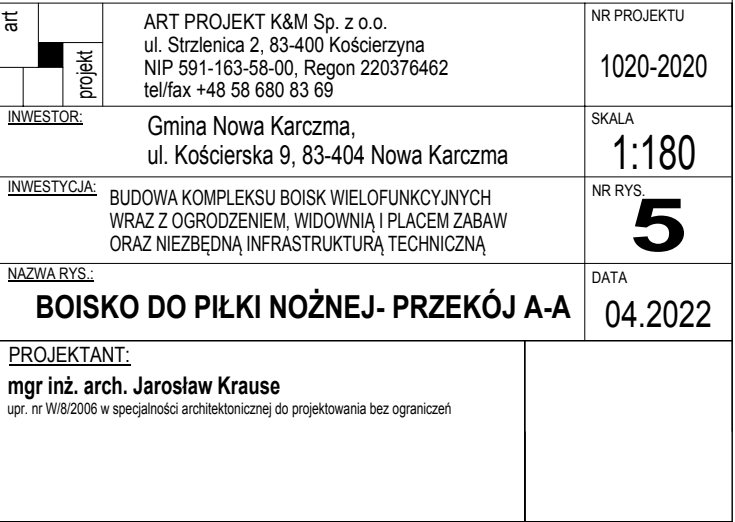 art
projekt
ART PROJEKT K&M Sp. z o.o.
ul. Strzlenica 2, 83-400 Kościerzyna
NIP 591-163-58-00, Regon 220376462
tel/fax +48 58 680 83 69
NR PROJEKTU
1020-2020
INWESTOR:
Gmina Nowa Karczma,
ul. Kościerska 9, 83-404 Nowa Karczma
SKALA
1:180
INWESTYCJA:
BUDOWA KOMPLEKSU BOISK WIELOFUNKCYJNYCH
WRAZ Z OGRODZENIEM, WIDOWNIĄ I PLACEM ZABAW
ORAZ NIEZBĘDNĄ INFRASTRUKTURĄ TECHNICZNĄ
NR RYS.
5
NAZWA RYS.:
BOISKO DO PIŁKI NOŻNEJ- PRZEKÓJ A-A
DATA
04.2022
PROJEKTANT:
mgr inż. arch. Jarosław Krause
upr. nr W/8/2006 w specjalności architektonicznej do projektowania bez ograniczeń